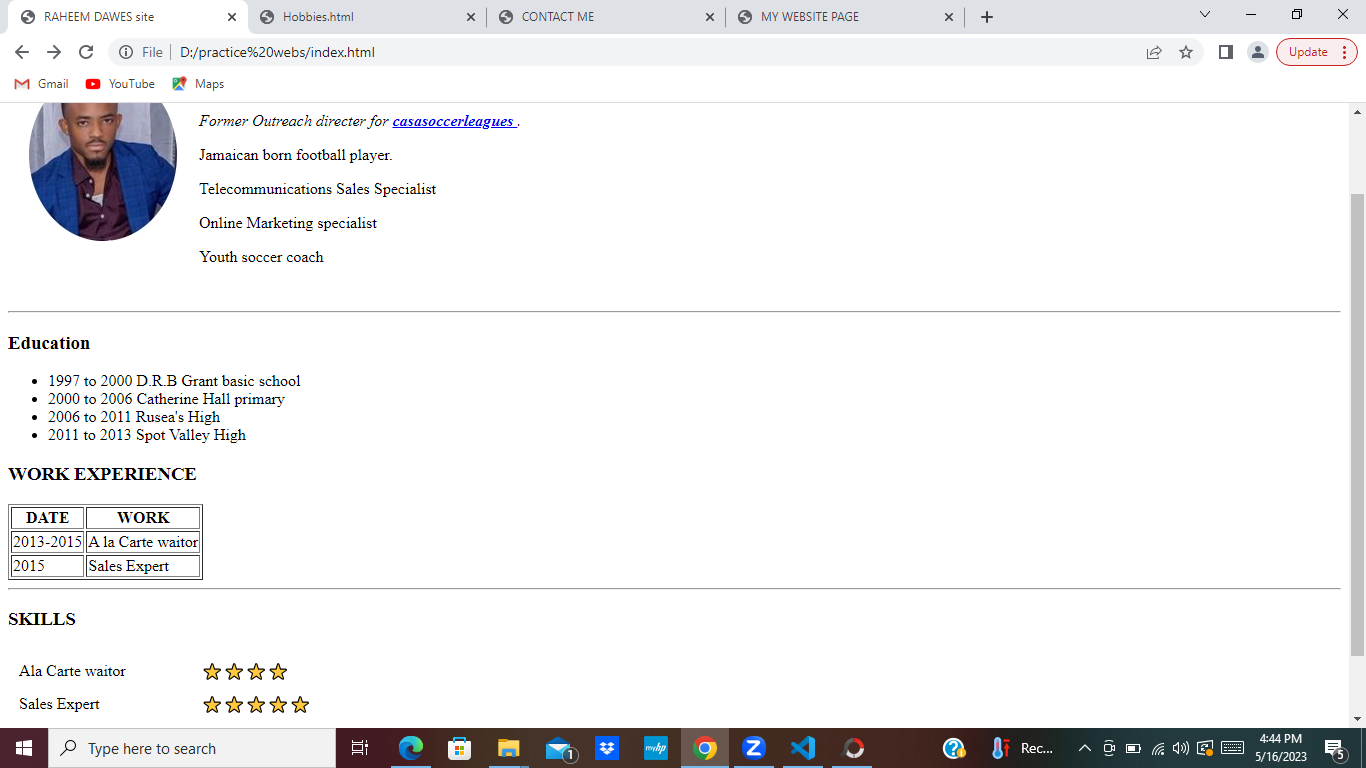 RAHEEM DAWES site
Hobbies.html
CONTACT ME
MY WEBSITE PAGE
File D:/practice%20webs/index.html
Update
Gmail YouTube Maps
Former Outreach directer for casasoccerleagues .
Jamaican born football player.
Telecommunications Sales Specialist
Online Marketing specialist
Youth soccer coach
Education
1997 to 2000 D.R.B Grant basic school
2000 to 2006 Catherine Hall primary
2006 to 2011 Rusea's High
2011 to 2013 Spot Valley High
WORK EXPERIENCE
DATE WORK
2013-2015 A la Carte waitor
2015 Sales Expert
SKILLS
Ala Carte waitor
Sales Expert
Type here to search
1
myhp
Z
Rec...
4:44 PM
5/16/2023
5